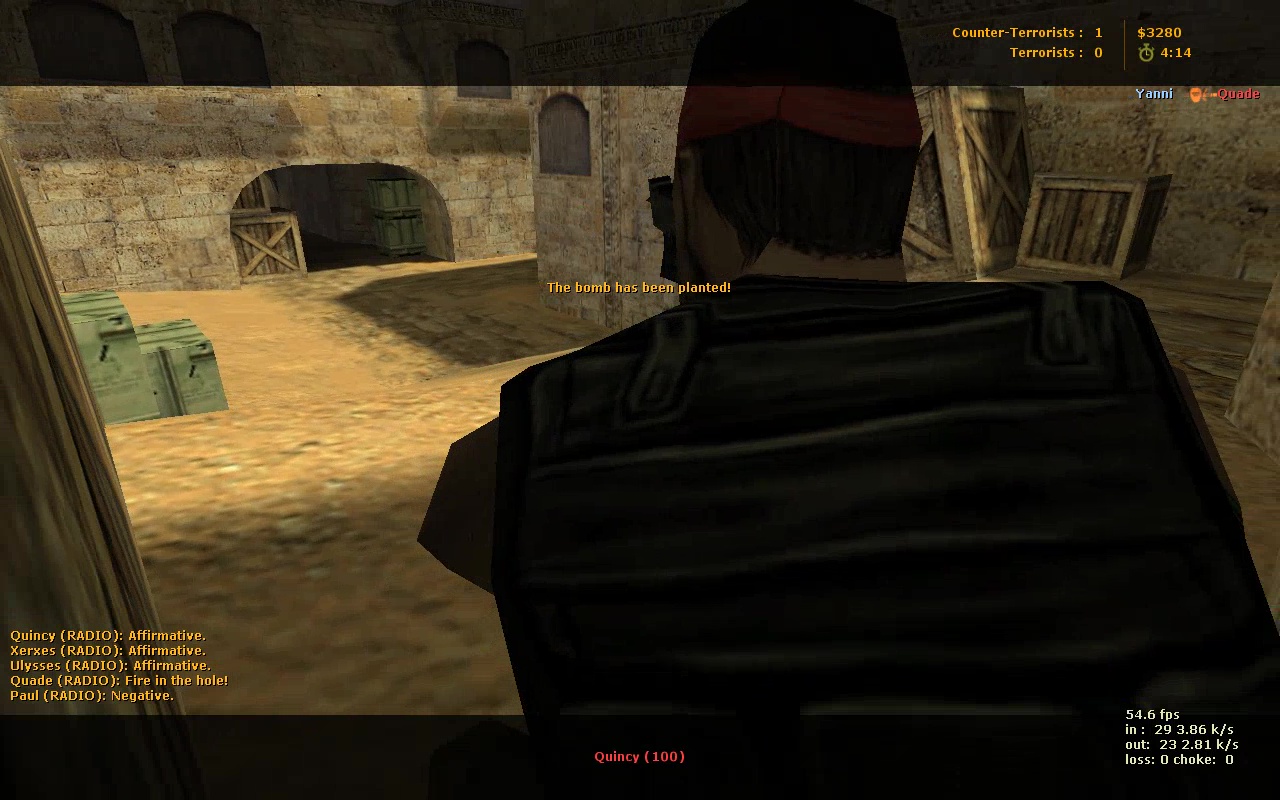 Counter-Terrorists : 1 $3280
Terrorists : 0 4:14
Yanni Quade
The bomb has been planted!
Quincy (RADIO): Affirmative.
Xerxes (RADIO): Affirmative.
Ulysses (RADIO): Affirmative.
Quade (RADIO): Fire in the hole!
Paul (RADIO): Negative.
54.6 fps
in : 29 3.86 k/s
out: 23 2.81 k/s
loss: 0 choke: 0
Quincy (100)